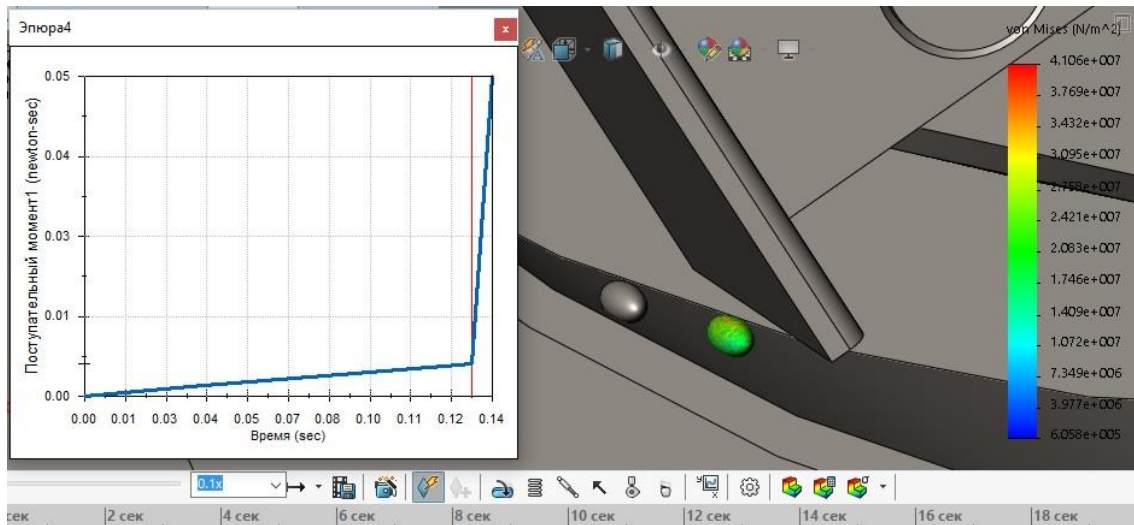 Эпюра4
x
von Mises (N/m^2)
4.106e+007
3.769e+007
3.432e+007
3.095e+007
2.758e+007
2.421e+007
2.083e+007
1.746e+007
1.409e+007
1.072e+007
7.349e+006
3.977e+006
6.058e+005
Поступательный момент1 (newton-sec)
0.05
0.04
0.03
0.01
0.00
0.00 0.01 0.03 0.04 0.05 0.07 0.08 0.10 0.11 0.12 0.14
Время (sec)
0.1x
сек 2 сек 4 сек 6 сек 8 сек 10 сек 12 сек 14 сек 16 сек 18 сек